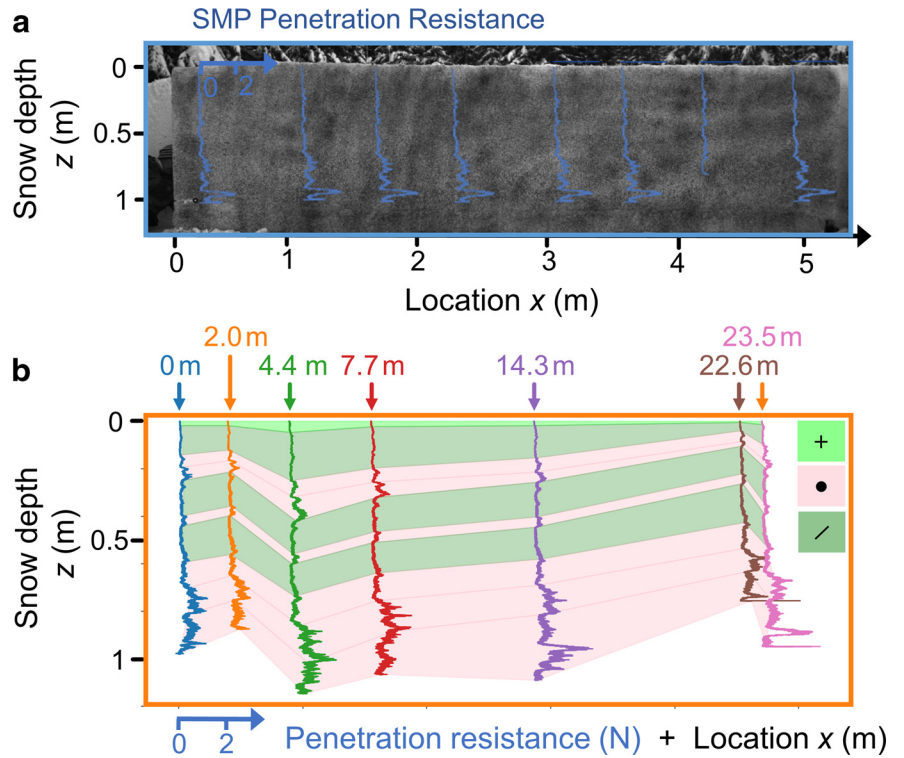 a
SMP Penetration Resistance
Snow depth
z (m)
0
0.5
1
0 2
0 1 2 3 4 5
Location x (m)
b
2.0 m 23.5 m
0 m 4.4 m 7.7 m 14.3 m 22.6 m
Snow depth
z (m)
0
0.5
1
+
0 2
Penetration resistance (N) + Location x (m)